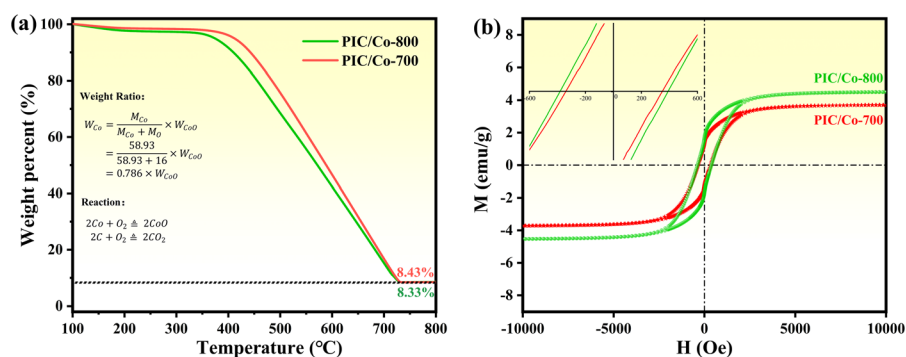 (a)
100
80
60
40
20
0
Weight percent (%)
PIC/Co-800
PIC/Co-700
Weight Ratio:
W_Co = M_Co / (M_Co + M_O) × W_CoO
= 58.93 / (58.93 + 16) × W_CoO
= 0.786 × W_CoO
Reaction:
2Co + O₂ ≙ 2CoO
2C + O₂ ≙ 2CO₂
8.43%
8.33%
100 200 300 400 500 600 700 800
Temperature (℃)
(b)
8
4
2
0
-2
-4
-6
-8
M (emu/g)
-600 -200 0 200 600
PIC/Co-800
PIC/Co-700
-10000 -5000 0 5000 10000
H (Oe)